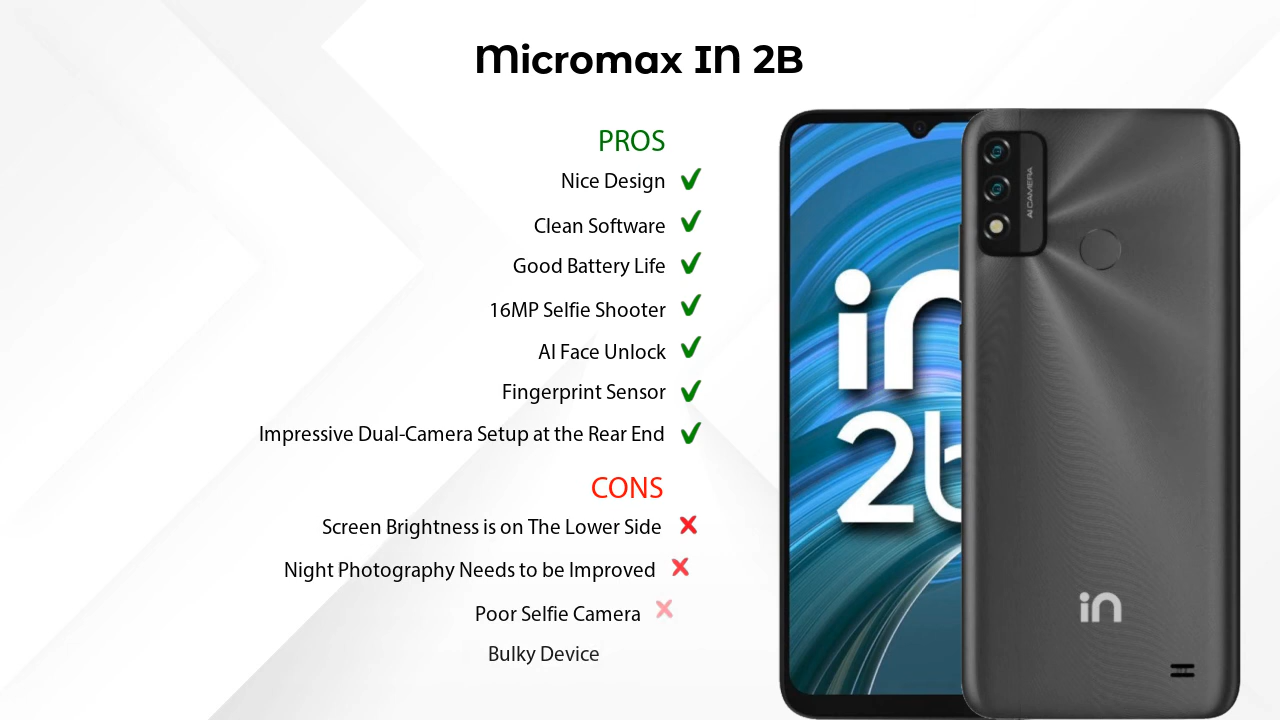 Micromax In 2B
PROS
Nice Design
Clean Software
Good Battery Life
16MP Selfie Shooter
AI Face Unlock
Fingerprint Sensor
Impressive Dual-Camera Setup at the Rear End
CONS
Screen Brightness is on The Lower Side
Night Photography Needs to be Improved
Poor Selfie Camera
Bulky Device
in
2b
AI CAMERA
in